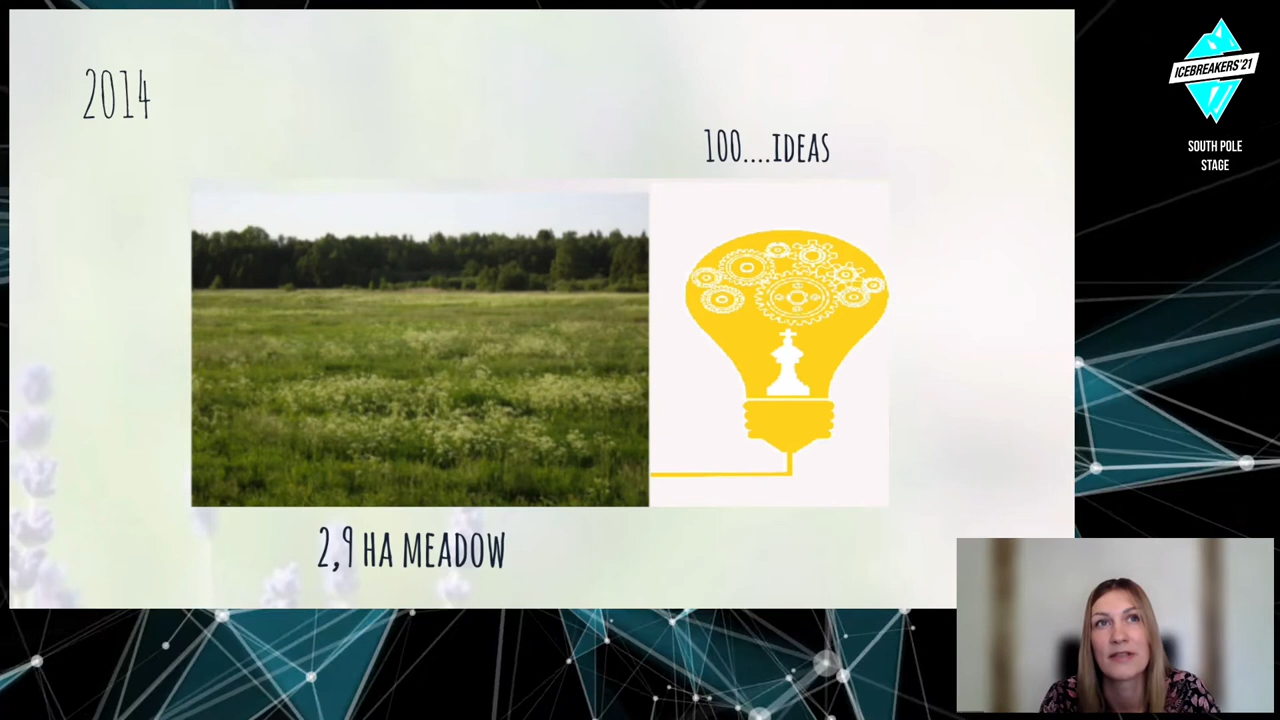 2014
100....IDEAS
2,9 HA MEADOW
ICEBREAKERS'21
SOUTH POLE
STAGE